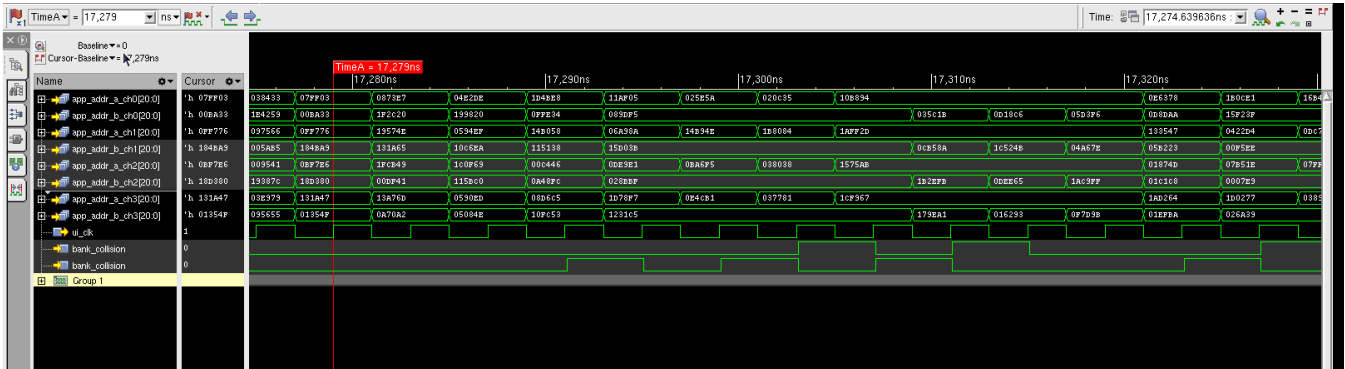 TimeA = 17,279 ns Time: 17,274.639636ns :
Baseline = 0
Cursor-Baseline = 17,279ns
TimeA = 17,279ns
17,280ns 17,290ns 17,300ns 17,310ns 17,320ns
Name Cursor
app_addr_a_ch0[20:0] 'h 07FF03 038433 07FF03 0873E7 04E2DE 1D4BE8 11AF05 025E5A 020C35 10B894 0E6378 1B0CE1 16B4
app_addr_b_ch0[20:0] 'h 00BA33 1E4259 00BA33 1F2C20 199820 0FFE34 089DF5 035C1B 0D18C6 05D3F6 0D8DAA 15F23F
app_addr_a_ch1[20:0] 'h 0FF776 097566 0FF776 19574E 0594EF 14B058 06A98A 14B94E 1B8084 1AFF2D 133547 0422D4 0DC7
app_addr_b_ch1[20:0] 'h 184BA9 005AB5 184BA9 131A65 10C6EA 115138 15D03B 0CB58A 1C524B 04A67E 05B223 00F5EE
app_addr_a_ch2[20:0] 'h 0BF7E6 009541 0BF7E6 1FCB49 1C0F69 00C446 0DE9E1 0BA6F5 038038 1575AB 01874D 07B51E 07FF
app_addr_b_ch2[20:0] 'h 18D380 19387C 18D380 00DF41 115BC0 0A48FC 028BBF 1B2EFB 0DEE65 1AC9FF 01C1C8 0007E9
app_addr_a_ch3[20:0] 'h 131A47 03E979 131A47 13A76D 0590ED 08D6C5 1D78F7 0E4CB1 037781 1CF967 1AD264 1D0277 0389
app_addr_b_ch3[20:0] 'h 01354F 095655 01354F 0A70A2 05084E 10FC53 1231C5 179EA1 016293 0F7D9B 01EFBA 026A39
ui_clk 1
bank_collision 0
bank_collision 0
Group 1